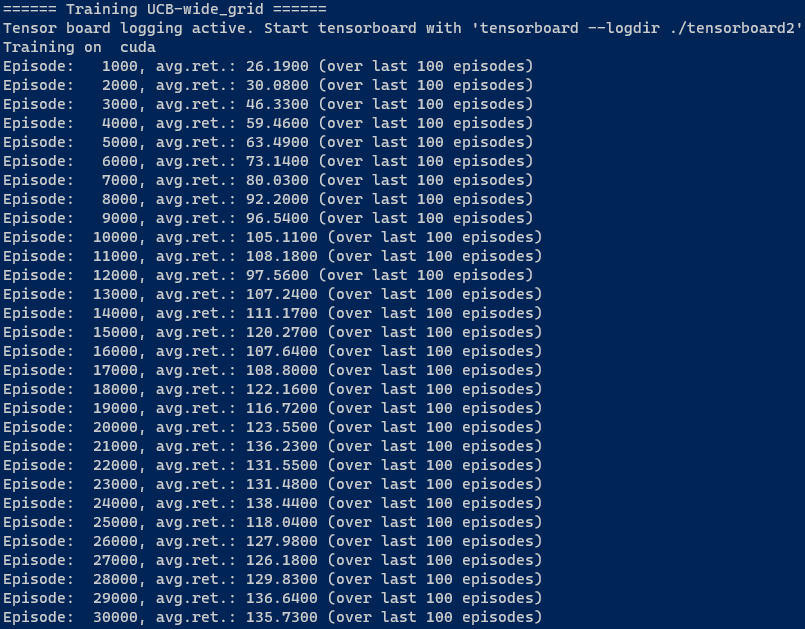 ====== Training UCB-wide_grid ======
Tensor board logging active. Start tensorboard with 'tensorboard --logdir ./tensorboard2'
Training on  cuda
Episode:   1000, avg.ret.: 26.1900 (over last 100 episodes)
Episode:   2000, avg.ret.: 30.0800 (over last 100 episodes)
Episode:   3000, avg.ret.: 46.3300 (over last 100 episodes)
Episode:   4000, avg.ret.: 59.4600 (over last 100 episodes)
Episode:   5000, avg.ret.: 63.4900 (over last 100 episodes)
Episode:   6000, avg.ret.: 73.1400 (over last 100 episodes)
Episode:   7000, avg.ret.: 80.0300 (over last 100 episodes)
Episode:   8000, avg.ret.: 92.2000 (over last 100 episodes)
Episode:   9000, avg.ret.: 96.5400 (over last 100 episodes)
Episode:  10000, avg.ret.: 105.1100 (over last 100 episodes)
Episode:  11000, avg.ret.: 108.1800 (over last 100 episodes)
Episode:  12000, avg.ret.: 97.5600 (over last 100 episodes)
Episode:  13000, avg.ret.: 107.2400 (over last 100 episodes)
Episode:  14000, avg.ret.: 111.1700 (over last 100 episodes)
Episode:  15000, avg.ret.: 120.2700 (over last 100 episodes)
Episode:  16000, avg.ret.: 107.6400 (over last 100 episodes)
Episode:  17000, avg.ret.: 108.8000 (over last 100 episodes)
Episode:  18000, avg.ret.: 122.1600 (over last 100 episodes)
Episode:  19000, avg.ret.: 116.7200 (over last 100 episodes)
Episode:  20000, avg.ret.: 123.5500 (over last 100 episodes)
Episode:  21000, avg.ret.: 136.2300 (over last 100 episodes)
Episode:  22000, avg.ret.: 131.5500 (over last 100 episodes)
Episode:  23000, avg.ret.: 131.4800 (over last 100 episodes)
Episode:  24000, avg.ret.: 138.4400 (over last 100 episodes)
Episode:  25000, avg.ret.: 118.0400 (over last 100 episodes)
Episode:  26000, avg.ret.: 127.9800 (over last 100 episodes)
Episode:  27000, avg.ret.: 126.1800 (over last 100 episodes)
Episode:  28000, avg.ret.: 129.8300 (over last 100 episodes)
Episode:  29000, avg.ret.: 136.6400 (over last 100 episodes)
Episode:  30000, avg.ret.: 135.7300 (over last 100 episodes)